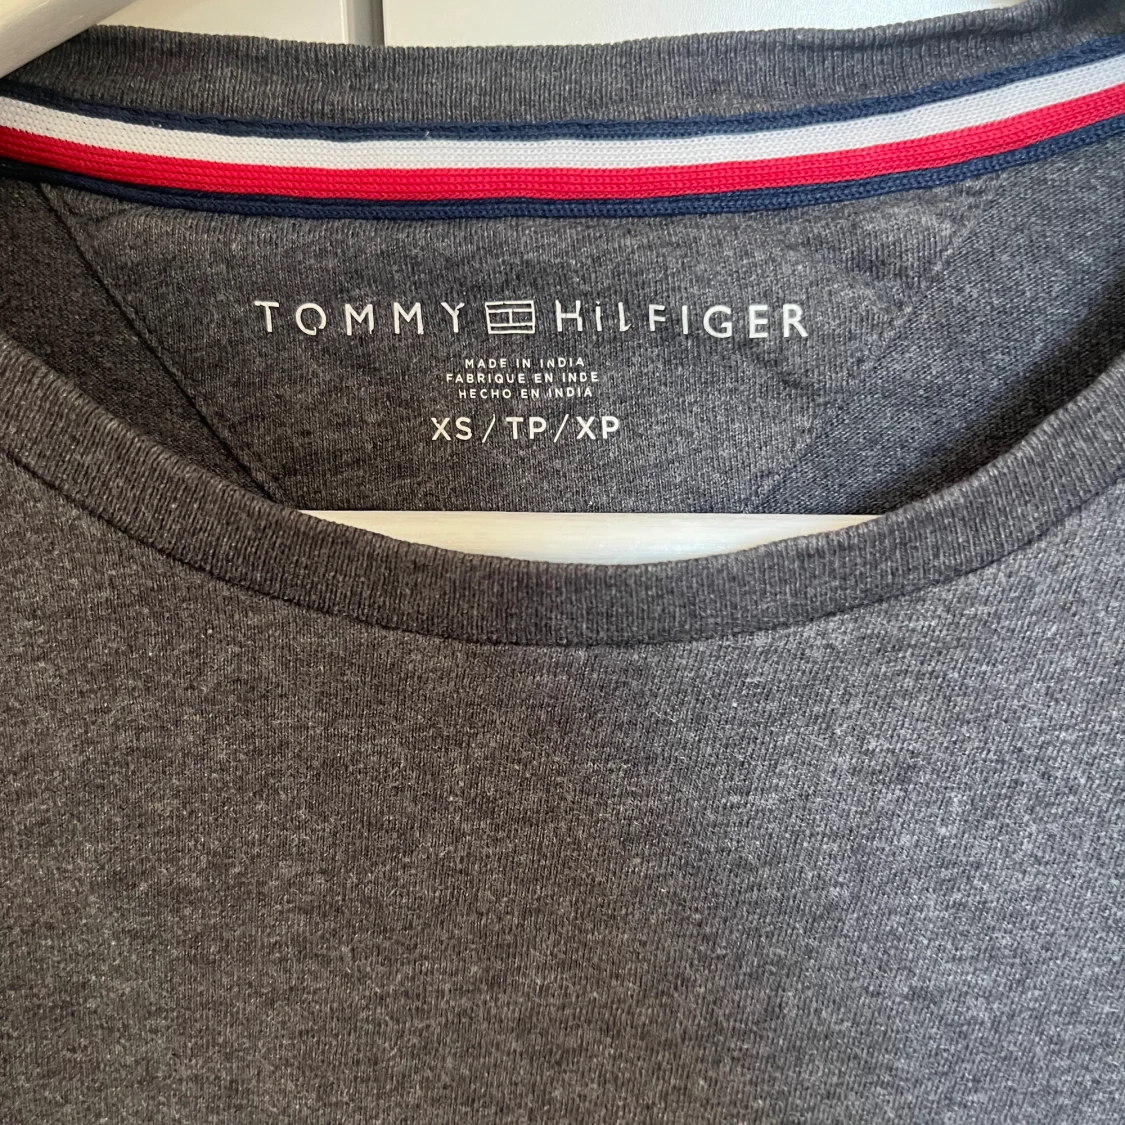 TOMMY HILFIGER
MADE IN INDIA
FABRIQUE EN INDE
HECHO EN INDIA
XS/TP/XP